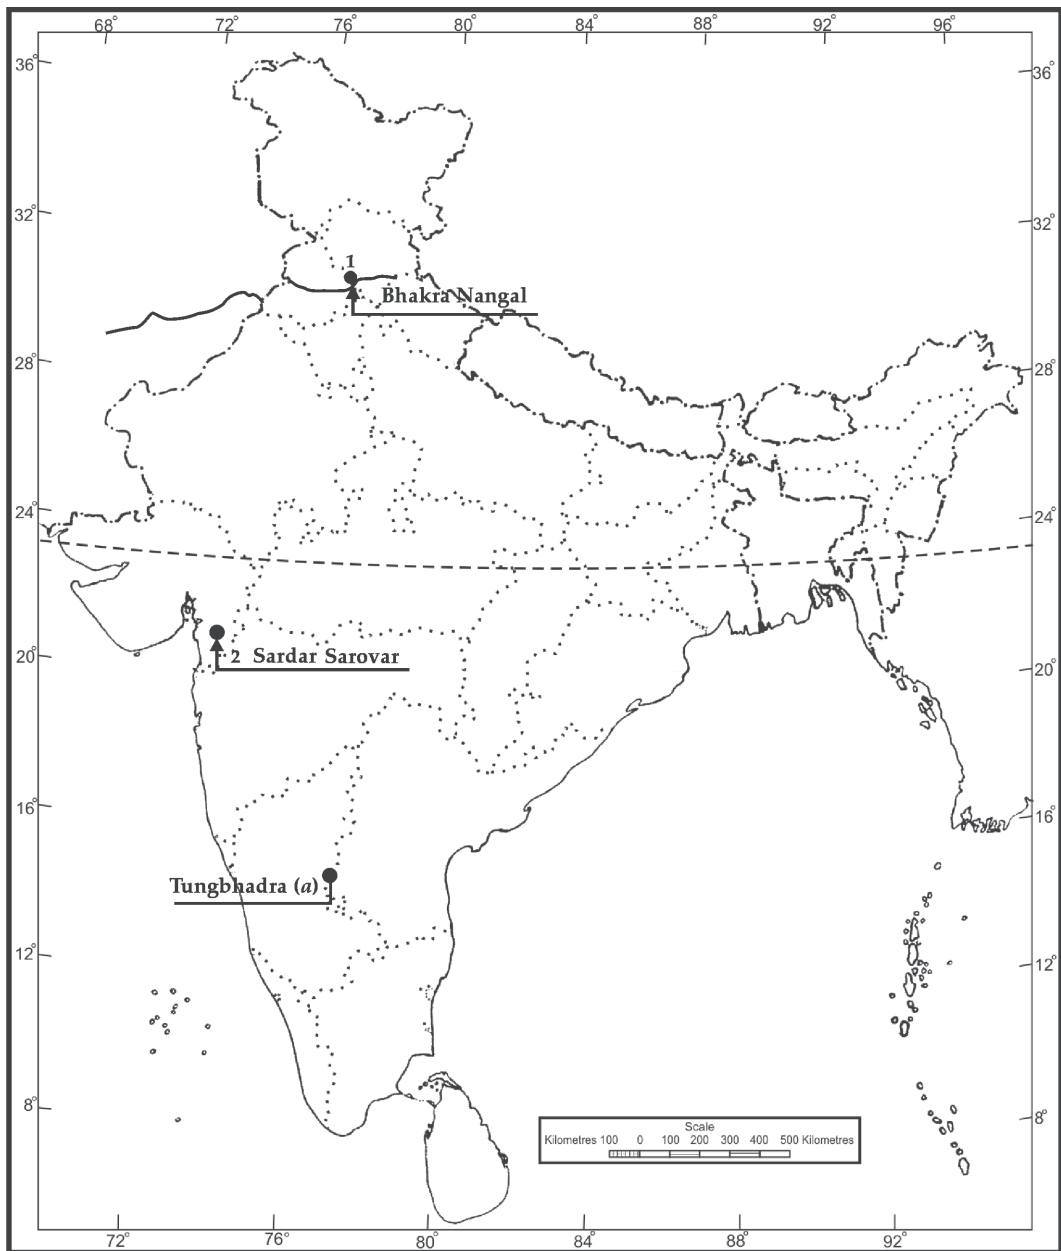 68° 72° 76° 80° 84° 88° 92° 96°
36° 36°
32° 32°
1
Bhakra Nangal
28° 28°
24° 24°
2 Sardar Sarovar
20° 20°
16° 16°
Tungbhadra (a)
12° 12°
8° 8°
Scale
Kilometres 100 0 100 200 300 400 500 Kilometres
72° 76° 80° 84° 88° 92°